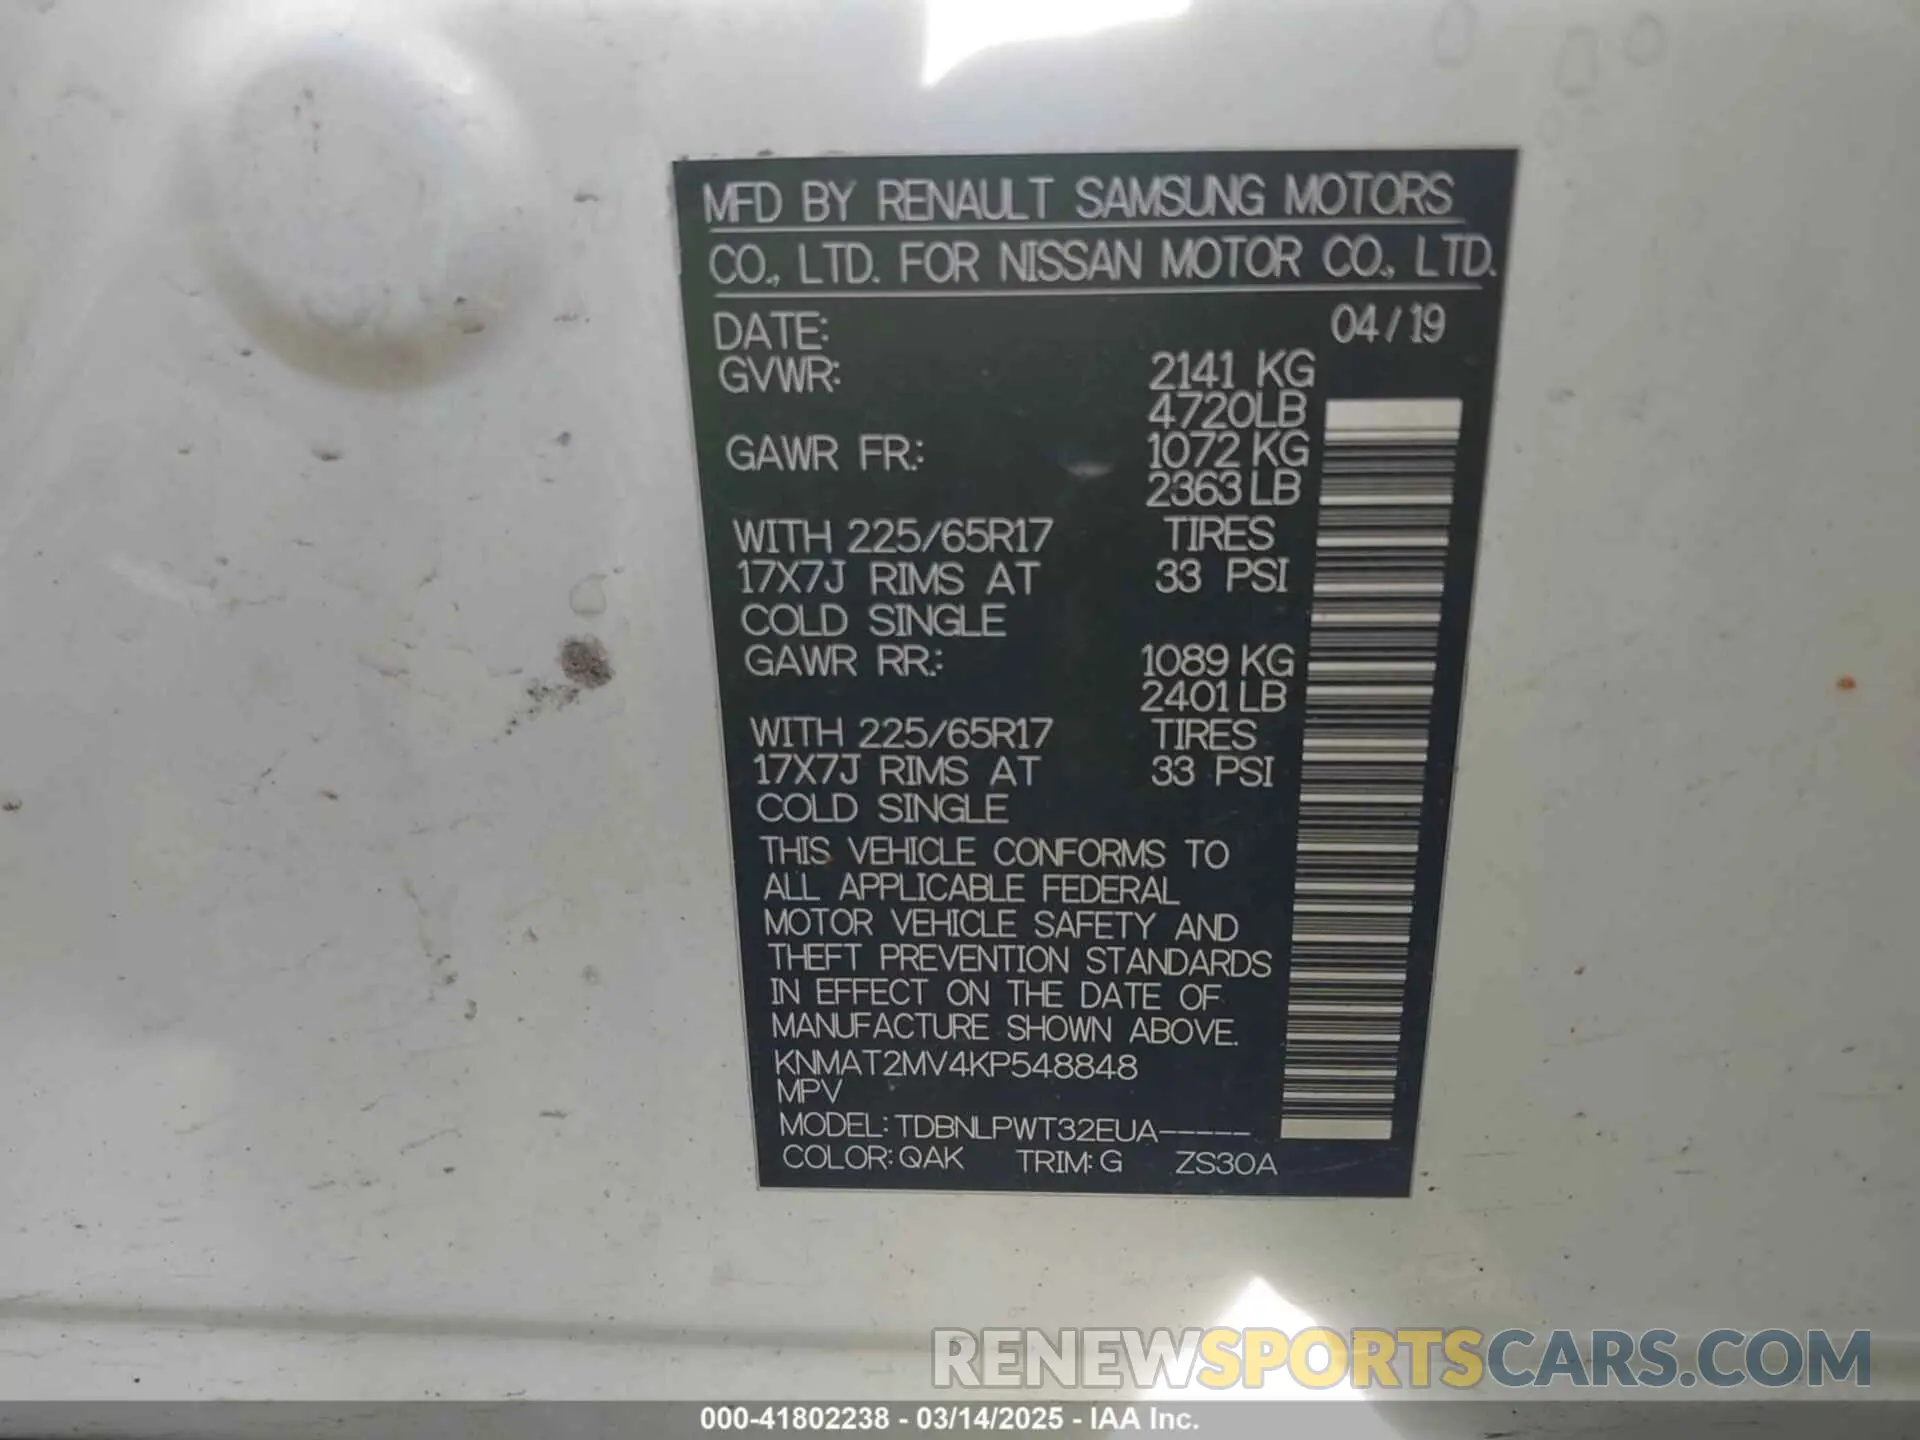 MFD BY RENAULT SAMSUNG MOTORS
CO., LTD. FOR NISSAN MOTOR CO., LTD.
DATE: 04/19
GVWR: 2141 KG
4720LB
GAWR FR.: 1072 KG
2363 LB
WITH 225/65R17 TIRES
17X7J RIMS AT 33 PSI
COLD SINGLE
GAWR RR.: 1089 KG
2401 LB
WITH 225/65R17 TIRES
17X7J RIMS AT 33 PSI
COLD SINGLE
THIS VEHICLE CONFORMS TO
ALL APPLICABLE FEDERAL
MOTOR VEHICLE SAFETY AND
THEFT PREVENTION STANDARDS
IN EFFECT ON THE DATE OF
MANUFACTURE SHOWN ABOVE.
KNMAT2MV4KP548848
MPV
MODEL: TDBNLPWT32EUA-----
COLOR: QAK TRIM: G ZS30A
RENEWSPORTSCARS.COM
000-41802238 - 03/14/2025 - IAA Inc.